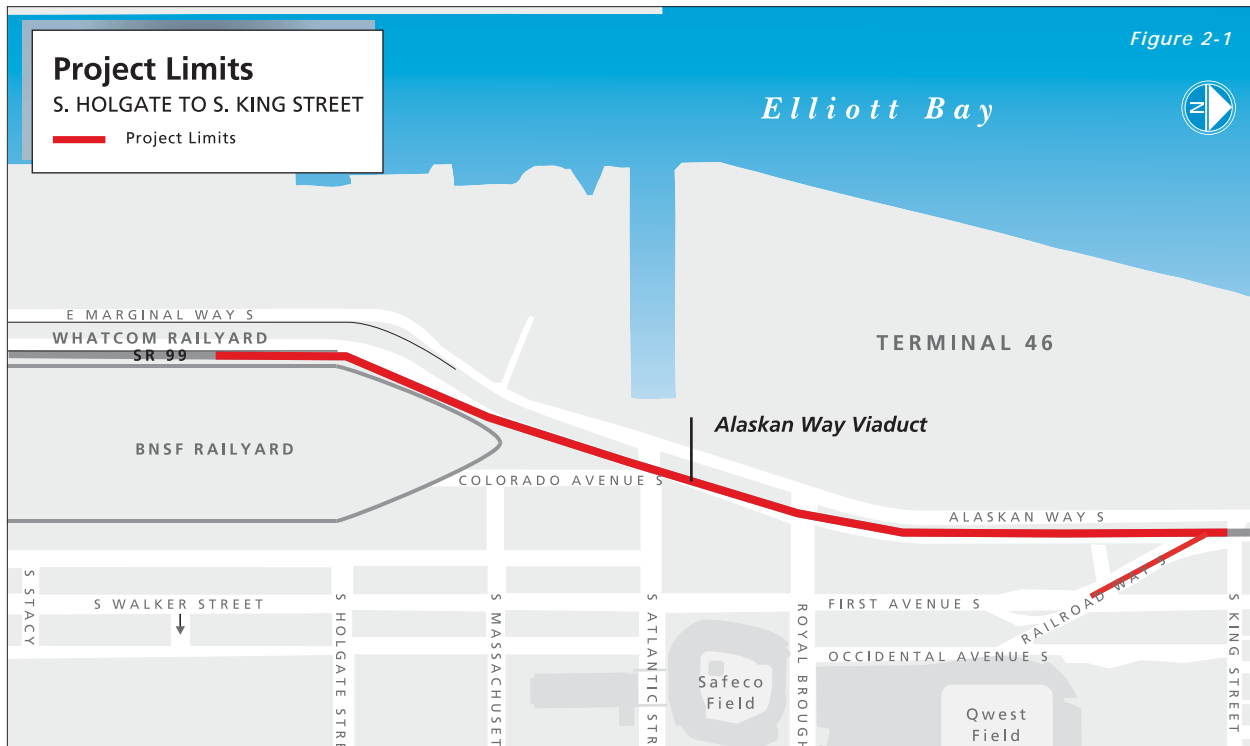 Figure 2-1
Project Limits
S. HOLGATE TO S. KING STREET
Project Limits
Elliott Bay
N
E MARGINAL WAY S
WHATCOM RAILYARD
SR 99
TERMINAL 46
Alaskan Way Viaduct
BNSF RAILYARD
COLORADO AVENUE S
ALASKAN WAY S
S STACY
S WALKER STREET
S HOLGATE STRE
S MASSACHUSET
S ATLANTIC STR
ROYAL BROUGH
FIRST AVENUE S
RAILROAD WAY S
OCCIDENTAL AVENUE S
S KING STREET
Safeco
Field
Qwest
Field